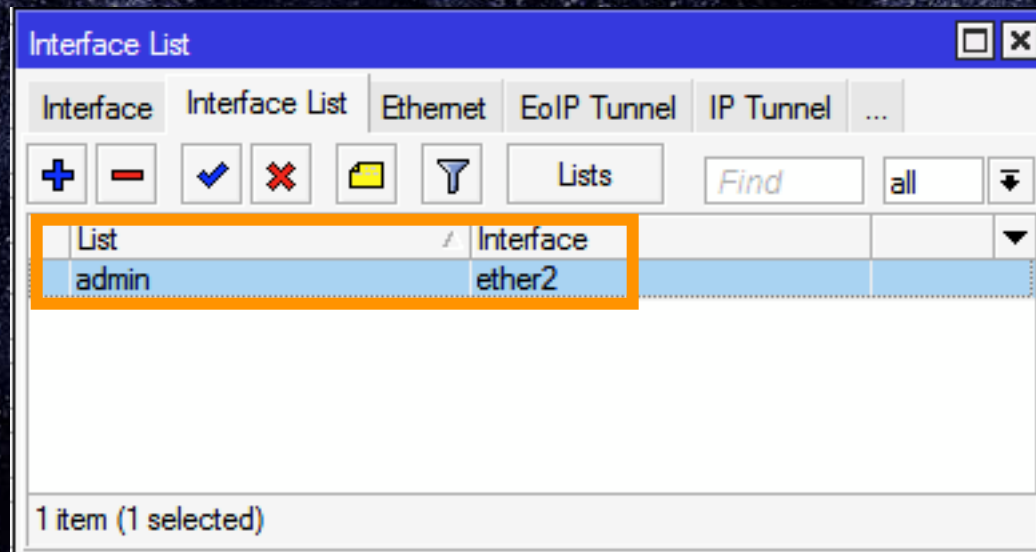 Interface List
Interface Interface List Ethernet EoIP Tunnel IP Tunnel ...
Lists Find all
List Interface
admin ether2
1 item (1 selected)